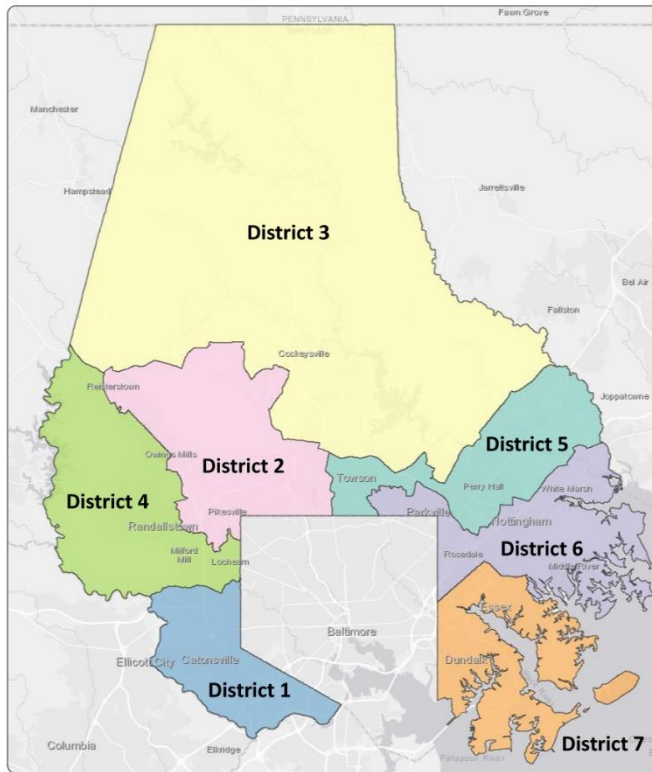 Fawn Grove
PENNSYLVANIA
MARYLAND
Manchester
Hampstead
Jarrettsville
District 3
Bel Air
Fallston
Cockeysville
Reisterstown
Joppatowne
District 5
Owings Mills
District 2
Towson
Perry Hall
White Marsh
District 4
Pikesville
Parkville
Nottingham
Randallstown
District 6
Milford
Mill
Lochearn
Rosedale
Middle River
Essex
Baltimore
Ellicott City
Catonsville
Dundalk
District 1
Columbia
Elkridge
District 7
Patapsco River